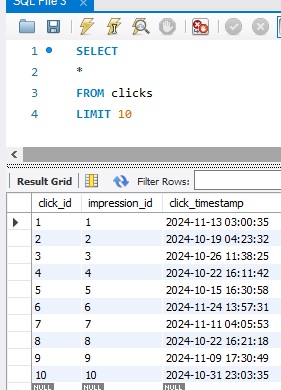 SQL File 3
1 SELECT
2 *
3 FROM clicks
4 LIMIT 10
Result Grid Filter Rows:
click_id impression_id click_timestamp
1 1 2024-11-13 03:00:35
2 2 2024-10-19 04:23:32
3 3 2024-10-26 11:38:25
4 4 2024-10-22 16:11:42
5 5 2024-10-15 16:30:58
6 6 2024-11-24 13:57:31
7 7 2024-11-11 04:05:53
8 8 2024-10-22 16:21:18
9 9 2024-11-09 17:30:49
10 10 2024-10-31 23:03:35
NULL NULL NULL